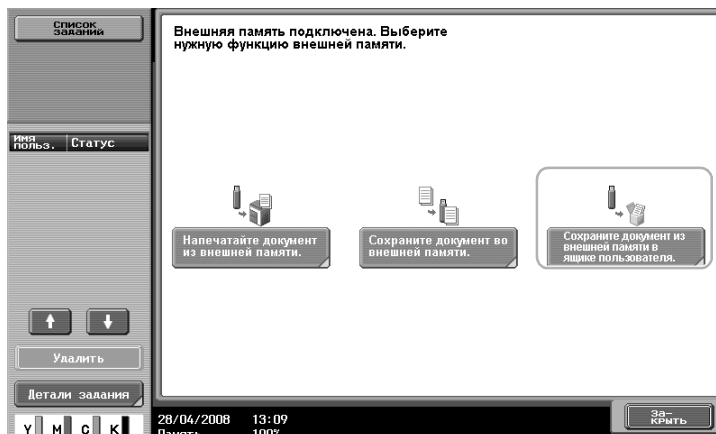 Список
заданий
Внешняя память подключена. Выберите
нужную функцию внешней памяти.
Имя
польз.
Статус
Напечатайте документ
из внешней памяти.
Сохраните документ во
внешней памяти.
Сохраните документ из
внешней памяти в
ящике пользователя.
Удалить
Детали задания
За-
крыть
Y M C K
28/04/2008 13:09
Память 100%